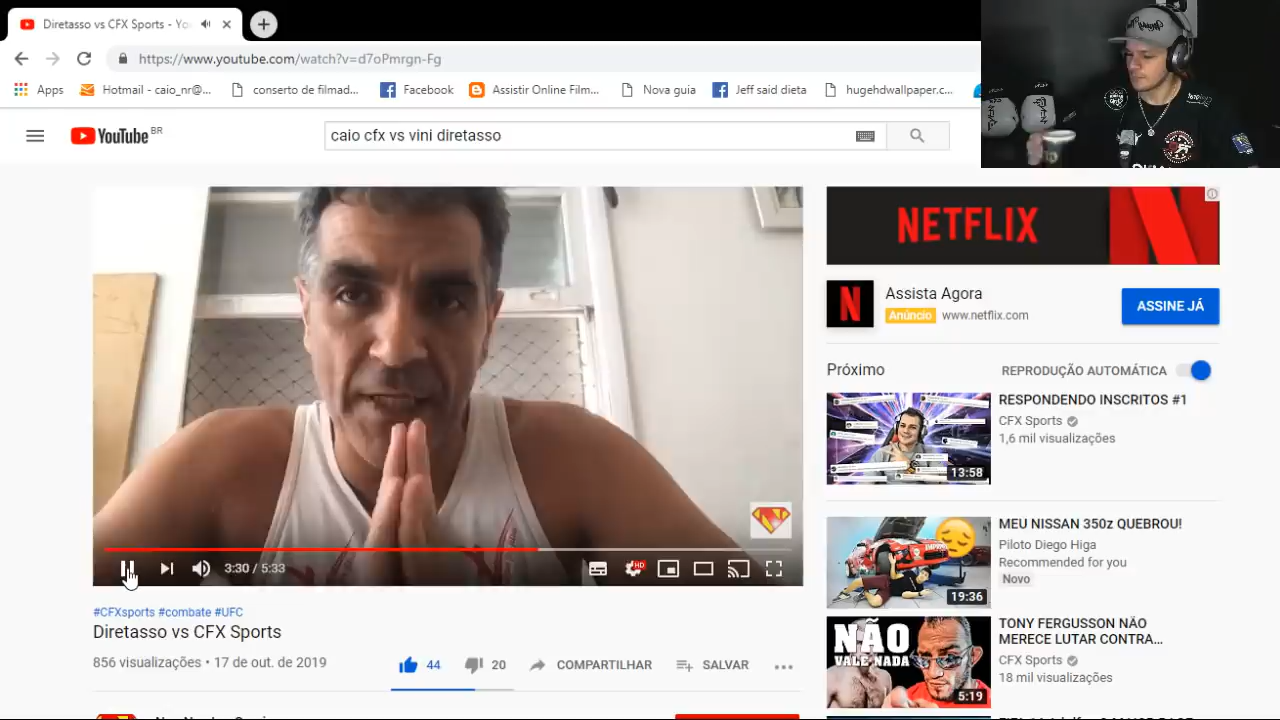 Diretasso vs CFX Sports - Yo
https://www.youtube.com/watch?v=d7oPmrgn-Fg
Apps
Hotmail - caio_nr@...
conserto de filmad...
Facebook
Assistir Online Film...
Nova guia
Jeff said dieta
hugehdwallpaper.c...
YouTube BR
caio cfx vs vini diretasso
NETFLIX
Assista Agora
Anúncio www.netflix.com
ASSINE JÁ
Próximo
REPRODUÇÃO AUTOMÁTICA
RESPONDENDO INSCRITOS #1
CFX Sports
1,6 mil visualizações
13:58
MEU NISSAN 350z QUEBROU!
Piloto Diego Higa
Recommended for you
Novo
19:36
TONY FERGUSSON NÃO
MERECE LUTAR CONTRA...
CFX Sports
18 mil visualizações
NÃO
VALE NADA
5:19
3:30 / 5:33
HD
#CFXsports #combate #UFC
Diretasso vs CFX Sports
856 visualizações • 17 de out. de 2019
44
20
COMPARTILHAR
SALVAR